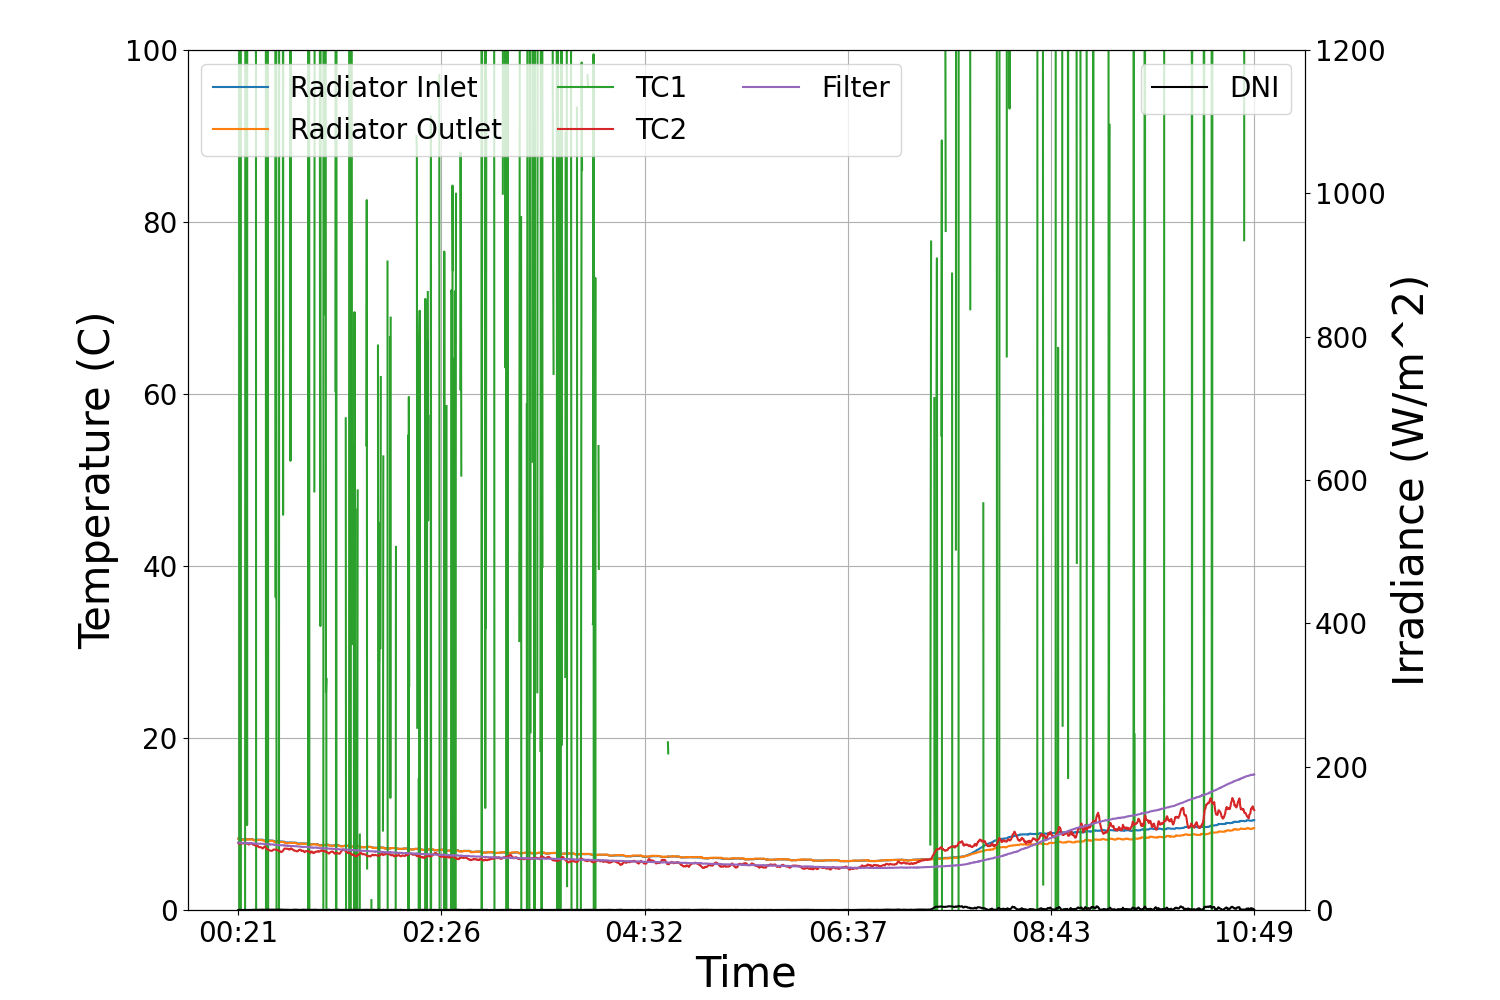 100
80
60
40
20
0
Temperature (C)
Radiator Inlet
Radiator Outlet
TC1
TC2
Filter
DNI
1200
1000
800
600
400
200
0
Irradiance (W/m^2)
00:21 02:26 04:32 06:37 08:43 10:49
Time